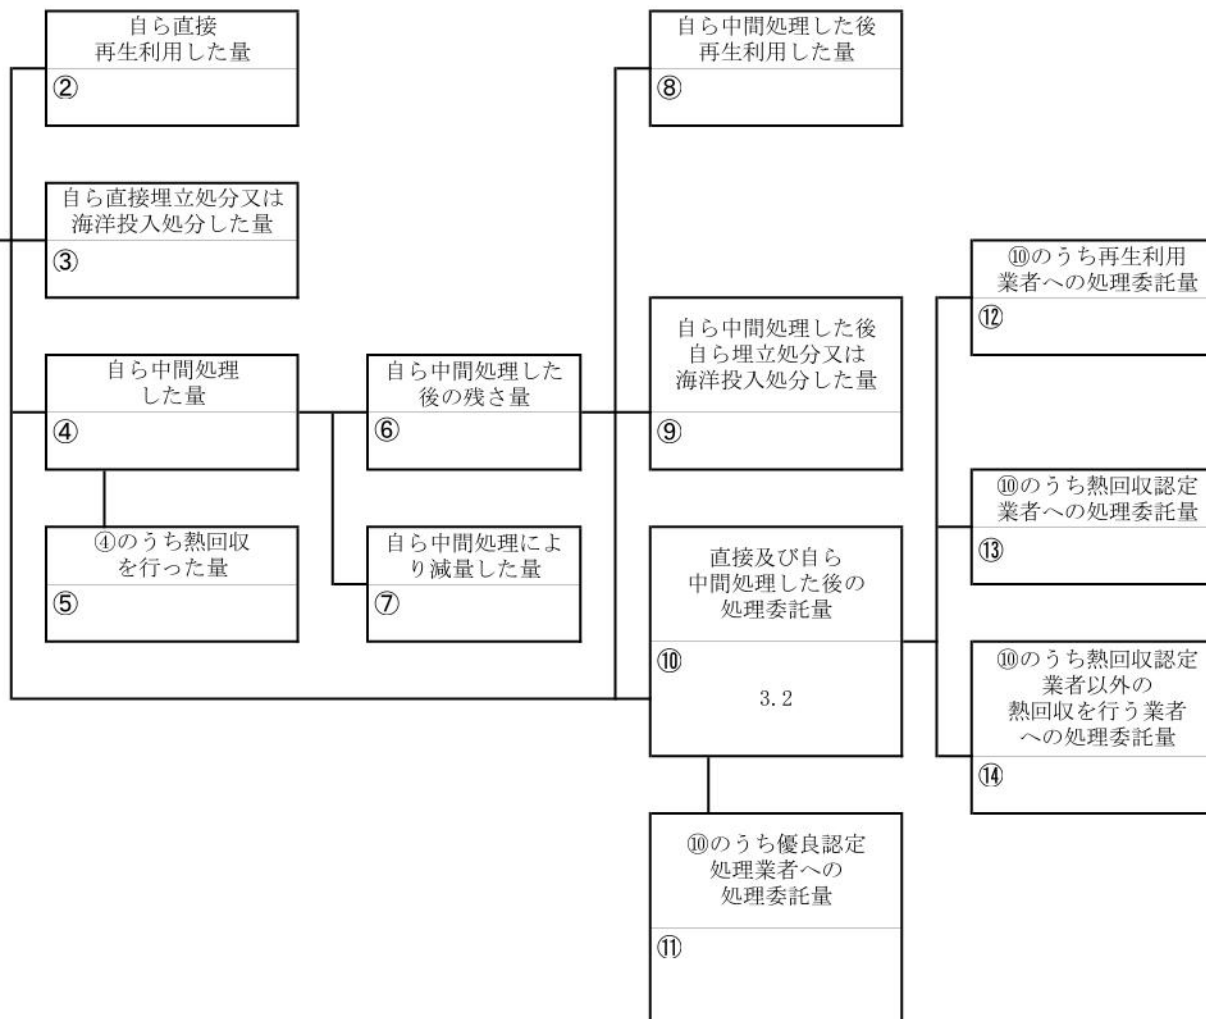 自ら直接
再生利用した量
②
自ら直接埋立処分又は
海洋投入処分した量
③
自ら中間処理
した量
④
④のうち熱回収
を行った量
⑤
自ら中間処理した
後の残さ量
⑥
自ら中間処理によ
り減量した量
⑦
自ら中間処理した後
再生利用した量
⑧
自ら中間処理した後
自ら埋立処分又は
海洋投入処分した量
⑨
直接及び自ら
中間処理した後の
処理委託量
⑩
3.2
⑩のうち優良認定
処理業者への
処理委託量
⑪
⑩のうち再生利用
業者への処理委託量
⑫
⑩のうち熱回収認定
業者への処理委託量
⑬
⑩のうち熱回収認定
業者以外の
熱回収を行う業者
への処理委託量
⑭